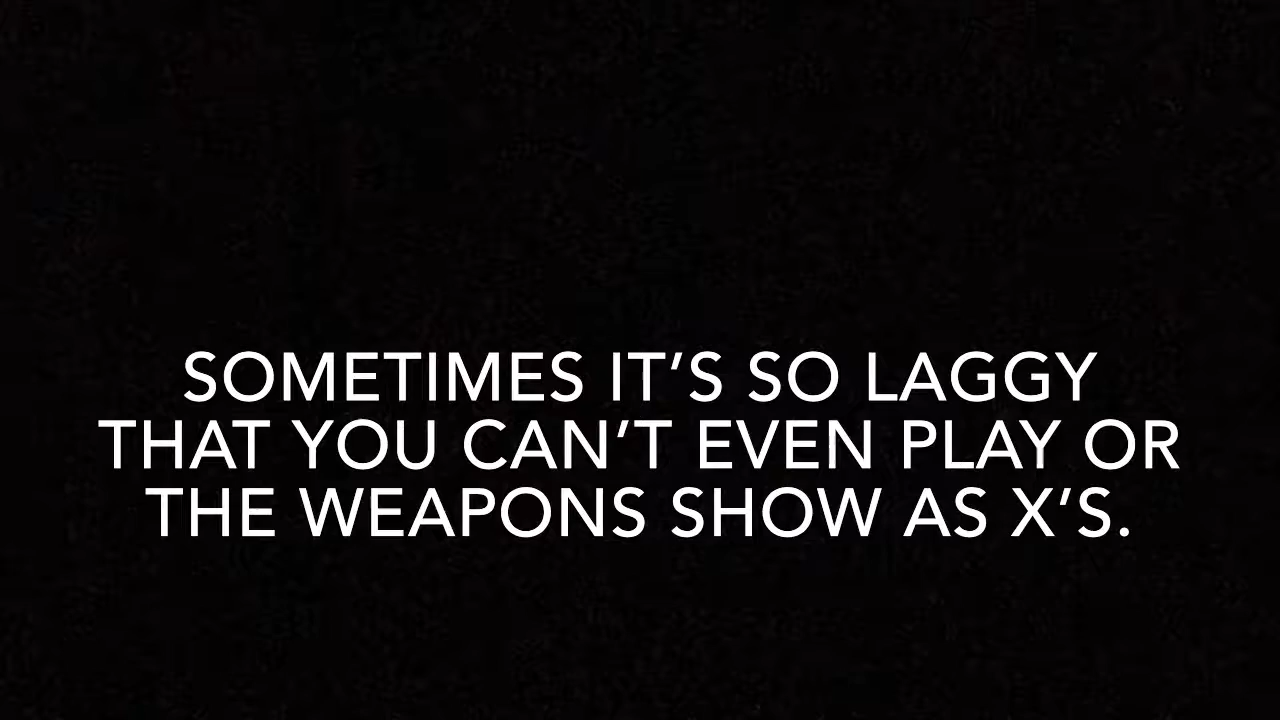 SOMETIMES IT’S SO LAGGY
THAT YOU CAN’T EVEN PLAY OR
THE WEAPONS SHOW AS X‘S.